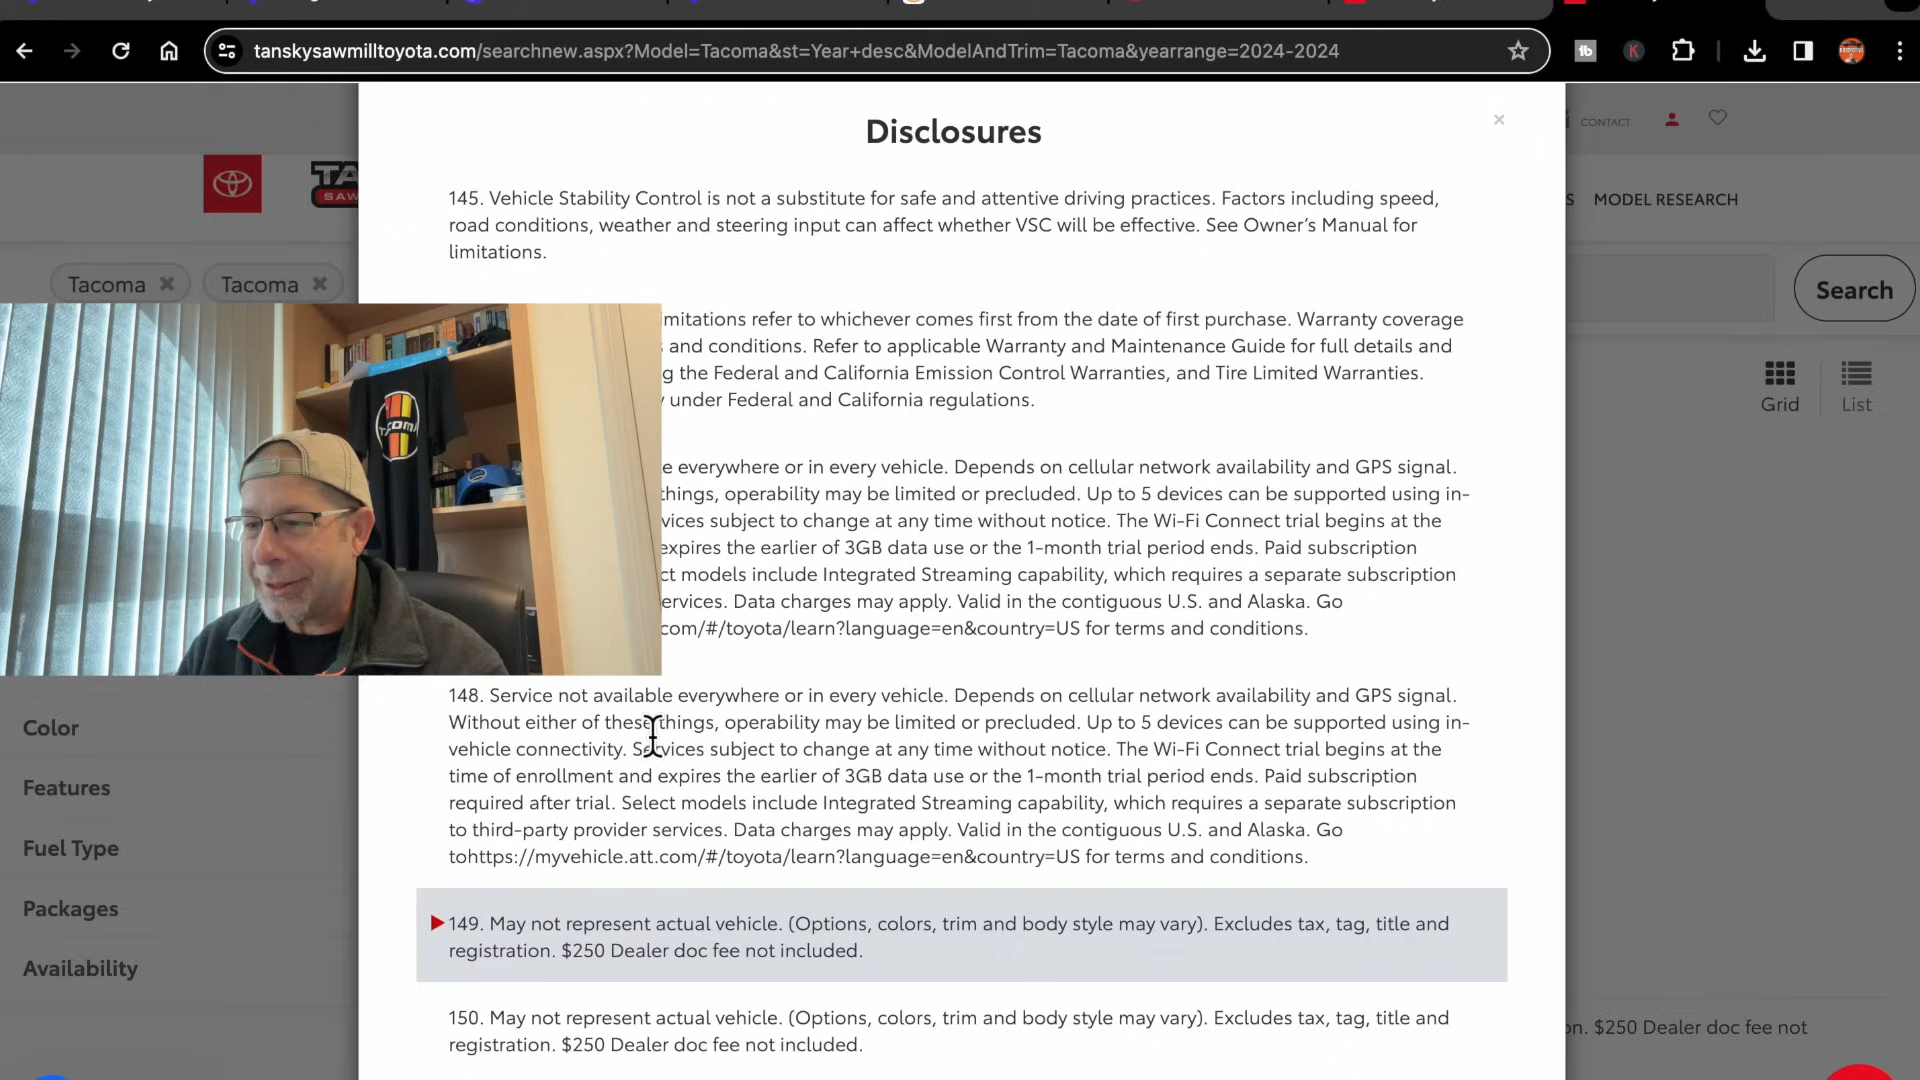 tanskysawmilltoyota.com/searchnew.aspx?Model=Tacoma&st=Year+desc&ModelAndTrim=Tacoma&yearrange=2024-2024
Disclosures
CONTACT
MODEL RESEARCH
Tacoma
Tacoma
Search
Grid
List
145. Vehicle Stability Control is not a substitute for safe and attentive driving practices. Factors including speed,
road conditions, weather and steering input can affect whether VSC will be effective. See Owner's Manual for
limitations.
refer to whichever comes first from the date of first purchase. Warranty coverage
and conditions. Refer to applicable Warranty and Maintenance Guide for full details and
the Federal and California Emission Control Warranties, and Tire Limited Warranties.
under Federal and California regulations.
everywhere or in every vehicle. Depends on cellular network availability and GPS signal.
things, operability may be limited or precluded. Up to 5 devices can be supported using in-
subject to change at any time without notice. The Wi-Fi Connect trial begins at the
expires the earlier of 3GB data use or the 1-month trial period ends. Paid subscription
models include Integrated Streaming capability, which requires a separate subscription
Data charges may apply. Valid in the contiguous U.S. and Alaska. Go
com/#/toyota/learn?language=en&country=US for terms and conditions.
148. Service not available everywhere or in every vehicle. Depends on cellular network availability and GPS signal.
Without either of these things, operability may be limited or precluded. Up to 5 devices can be supported using in-
vehicle connectivity. Services subject to change at any time without notice. The Wi-Fi Connect trial begins at the
time of enrollment and expires the earlier of 3GB data use or the 1-month trial period ends. Paid subscription
required after trial. Select models include Integrated Streaming capability, which requires a separate subscription
to third-party provider services. Data charges may apply. Valid in the contiguous U.S. and Alaska. Go
tohttps://myvehicle.att.com/#/toyota/learn?language=en&country=US for terms and conditions.
149. May not represent actual vehicle. (Options, colors, trim and body style may vary). Excludes tax, tag, title and
registration. $250 Dealer doc fee not included.
150. May not represent actual vehicle. (Options, colors, trim and body style may vary). Excludes tax, tag, title and
registration. $250 Dealer doc fee not included.
Color
Features
Fuel Type
Packages
Availability
$250 Dealer doc fee not